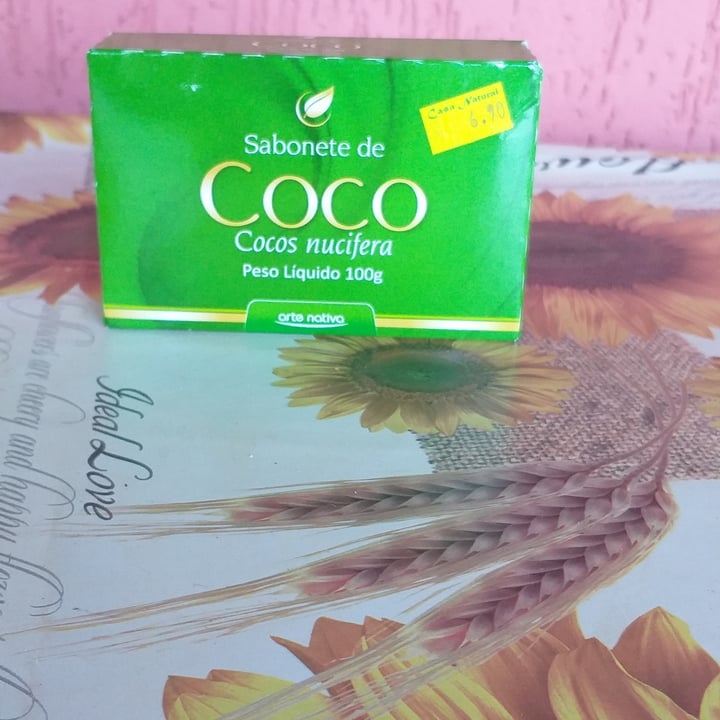 Casa Natural
6.90
Sabonete de
Coco
Cocos nucifera
Peso Líquido 100g
arte nativa
Ideal Love